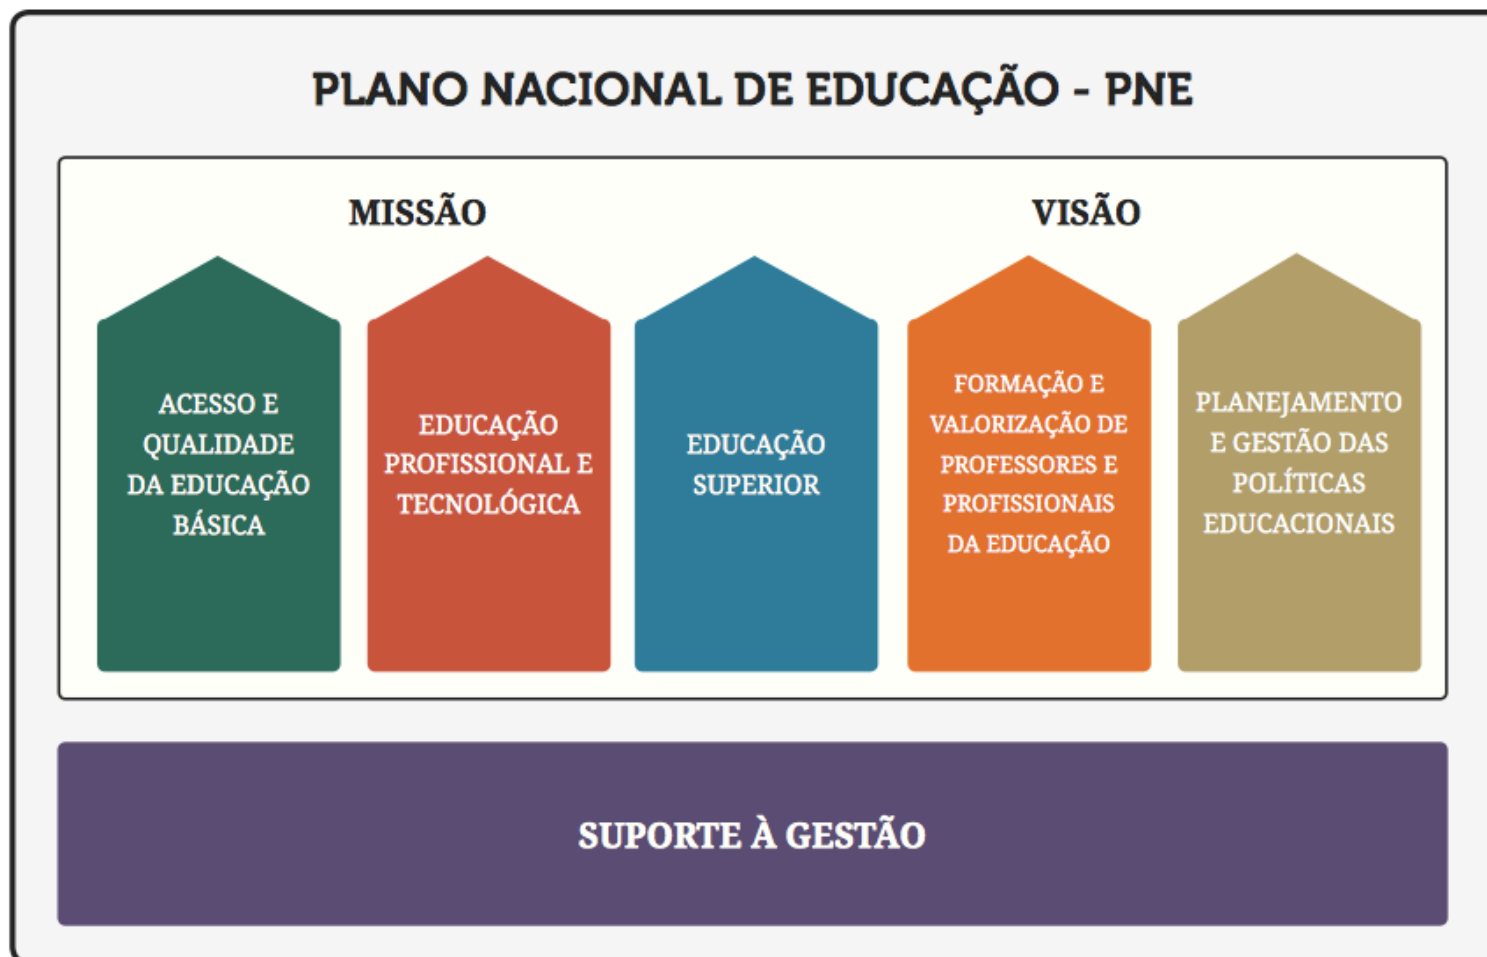 PLANO NACIONAL DE EDUCAÇÃO - PNE
MISSÃO
VISÃO
ACESSO E
QUALIDADE
DA EDUCAÇÃO
BÁSICA
EDUCAÇÃO
PROFISSIONAL E
TECNOLÓGICA
EDUCAÇÃO
SUPERIOR
FORMAÇÃO E
VALORIZAÇÃO DE
PROFESSORES E
PROFISSIONAIS
DA EDUCAÇÃO
PLANEJAMENTO
E GESTÃO DAS
POLÍTICAS
EDUCACIONAIS
SUPORTE À GESTÃO